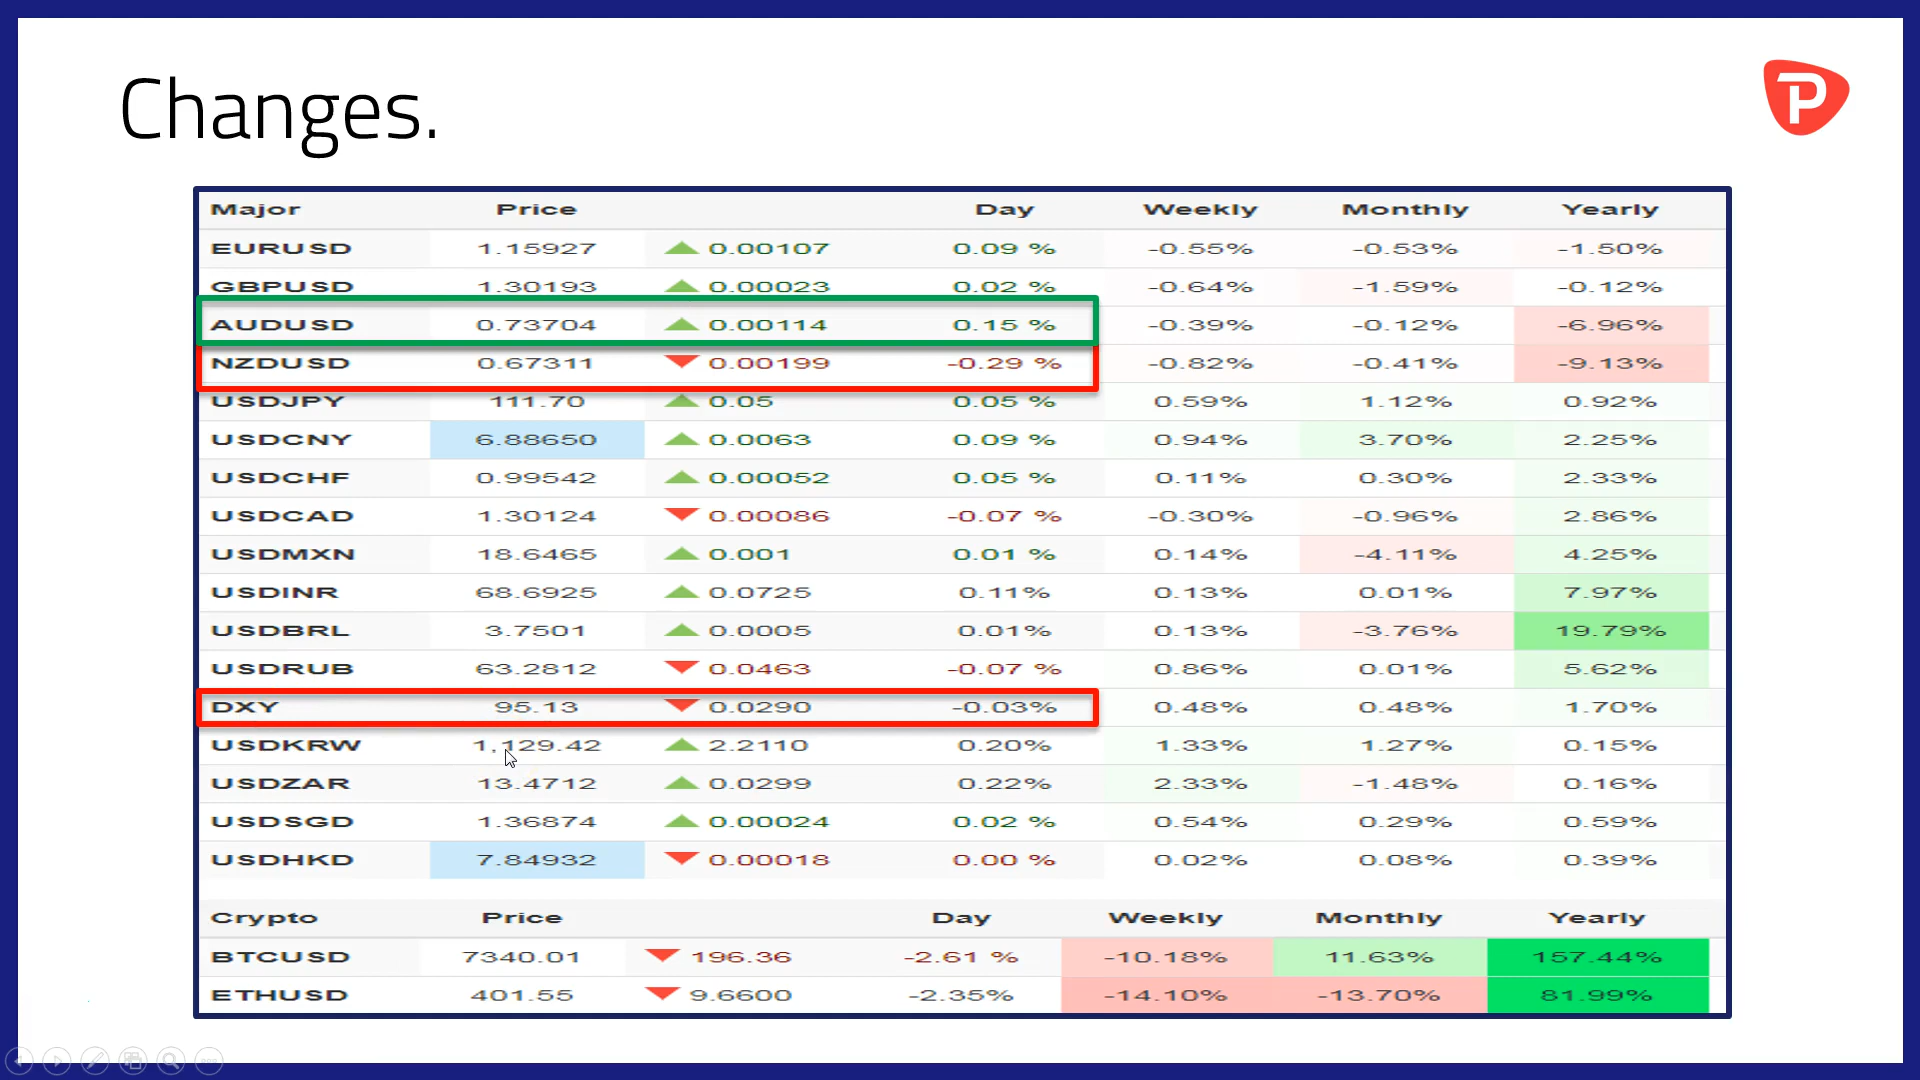 Changes.
P
Major Price Day Weekly Monthly Yearly
EURUSD 1.15927 0.00107 0.09 % -0.55% -0.53% -1.50%
GBPUSD 1.30193 0.00023 0.02 % -0.64% -1.59% -0.12%
AUDUSD 0.73704 0.00114 0.15 % -0.39% -0.12% -6.96%
NZDUSD 0.67311 0.00199 -0.29 % -0.82% -0.41% -9.13%
USDJPY 111.70 0.05 0.05 % 0.59% 1.12% 0.92%
USDCNY 6.88650 0.0063 0.09 % 0.94% 3.70% 2.25%
USDCHF 0.99542 0.00052 0.05 % 0.11% 0.30% 2.33%
USDCAD 1.30124 0.00086 -0.07 % -0.30% -0.96% 2.86%
USDMXN 18.6465 0.001 0.01 % 0.14% -4.11% 4.25%
USDINR 68.6925 0.0725 0.11% 0.13% 0.01% 7.97%
USDBRL 3.7501 0.0005 0.01% 0.13% -3.76% 19.79%
USDRUB 63.2812 0.0463 -0.07 % 0.86% 0.01% 5.62%
DXY 95.13 0.0290 -0.03% 0.48% 0.48% 1.70%
USDKRW 1,129.42 2.2110 0.20% 1.33% 1.27% 0.15%
USDZAR 13.4712 0.0299 0.22% 2.33% -1.48% 0.16%
USDSGD 1.36874 0.00024 0.02 % 0.54% 0.29% 0.59%
USDHKD 7.84932 0.00018 0.00 % 0.02% 0.08% 0.39%
Crypto Price Day Weekly Monthly Yearly
BTCUSD 7340.01 196.36 -2.61 % -10.18% 11.63% 157.44%
ETHUSD 401.55 9.6600 -2.35% -14.10% -13.70% 81.99%